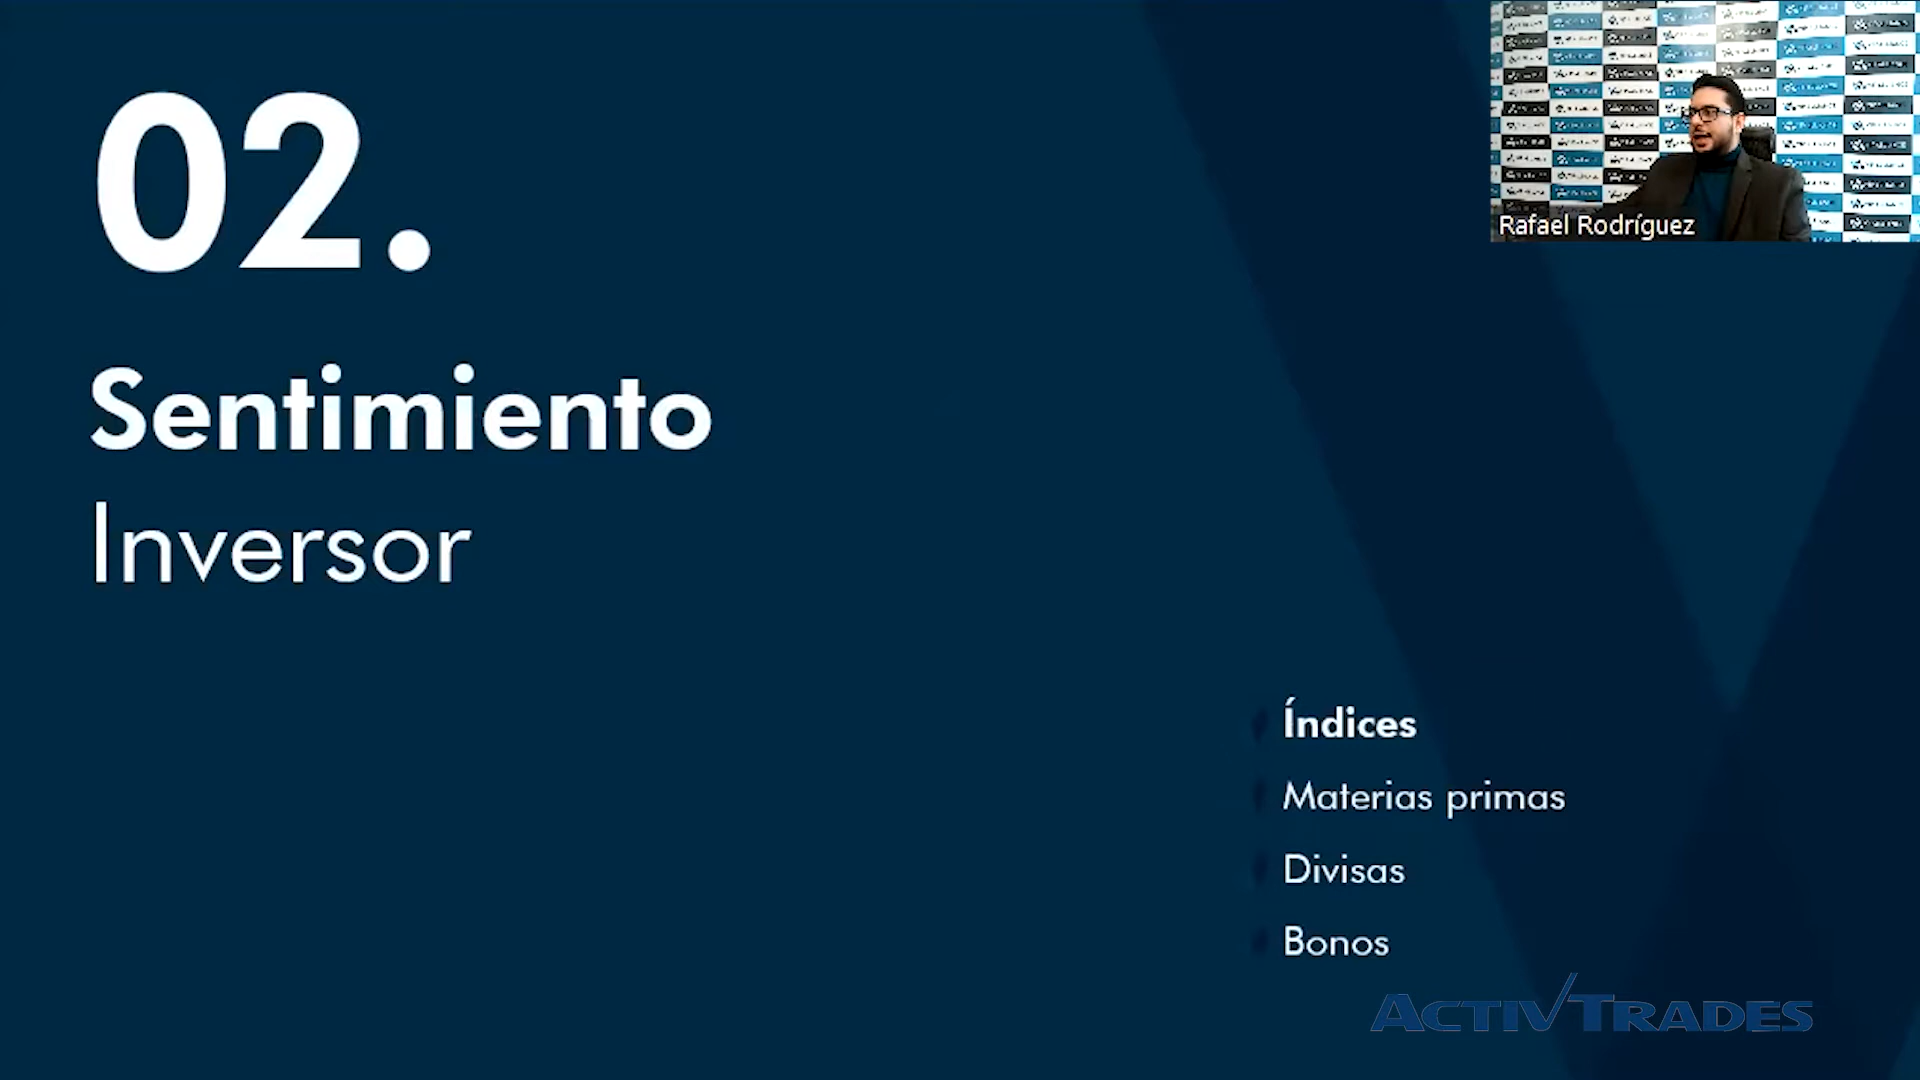 02.
Sentimiento
Inversor
Rafael Rodríguez
Índices
Materias primas
Divisas
Bonos
ACTIVTRADES